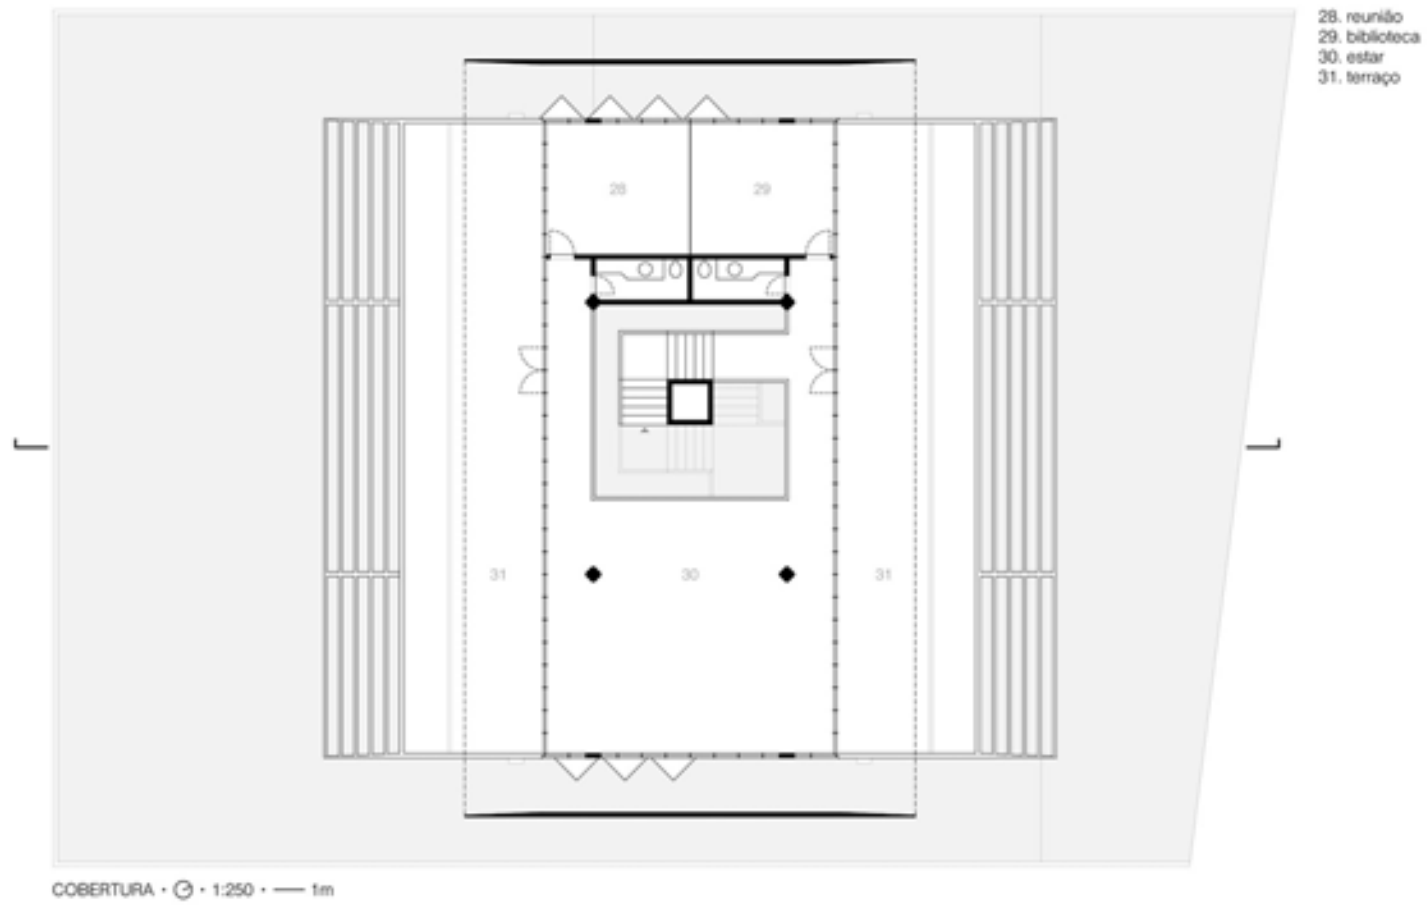 28. reunião
29. biblioteca
30. estar
31. terraço
28
29
31
30
31
COBERTURA · 1:250 · 1m